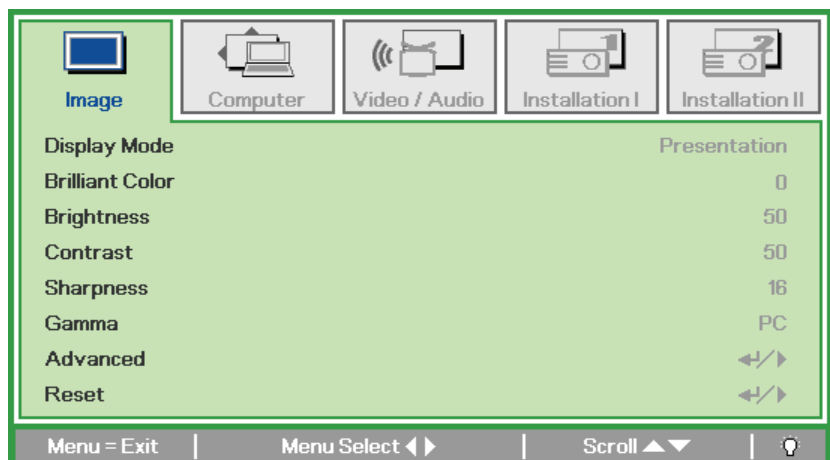 Image Computer Video / Audio Installation I Installation II
Display Mode Presentation
Brilliant Color 0
Brightness 50
Contrast 50
Sharpness 16
Gamma PC
Advanced
Reset
Menu = Exit Menu Select Scroll